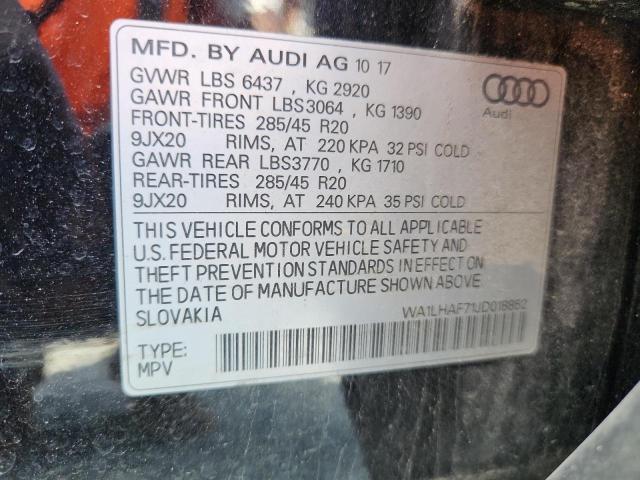 MFD. BY AUDI AG 10 17
GVWR LBS 6437 , KG 2920
GAWR FRONT LBS3064 , KG 1390
FRONT-TIRES 285/45 R20
9JX20 RIMS, AT 220 KPA 32 PSI COLD
GAWR REAR LBS3770 , KG 1710
REAR-TIRES 285/45 R20
9JX20 RIMS, AT 240 KPA 35 PSI COLD
Audi
THIS VEHICLE CONFORMS TO ALL APPLICABLE
U.S. FEDERAL MOTOR VEHICLE SAFETY AND
THEFT PREVENTION STANDARDS IN EFFECT ON
THE DATE OF MANUFACTURE SHOWN ABOVE.
SLOVAKIA
TYPE:
MPV